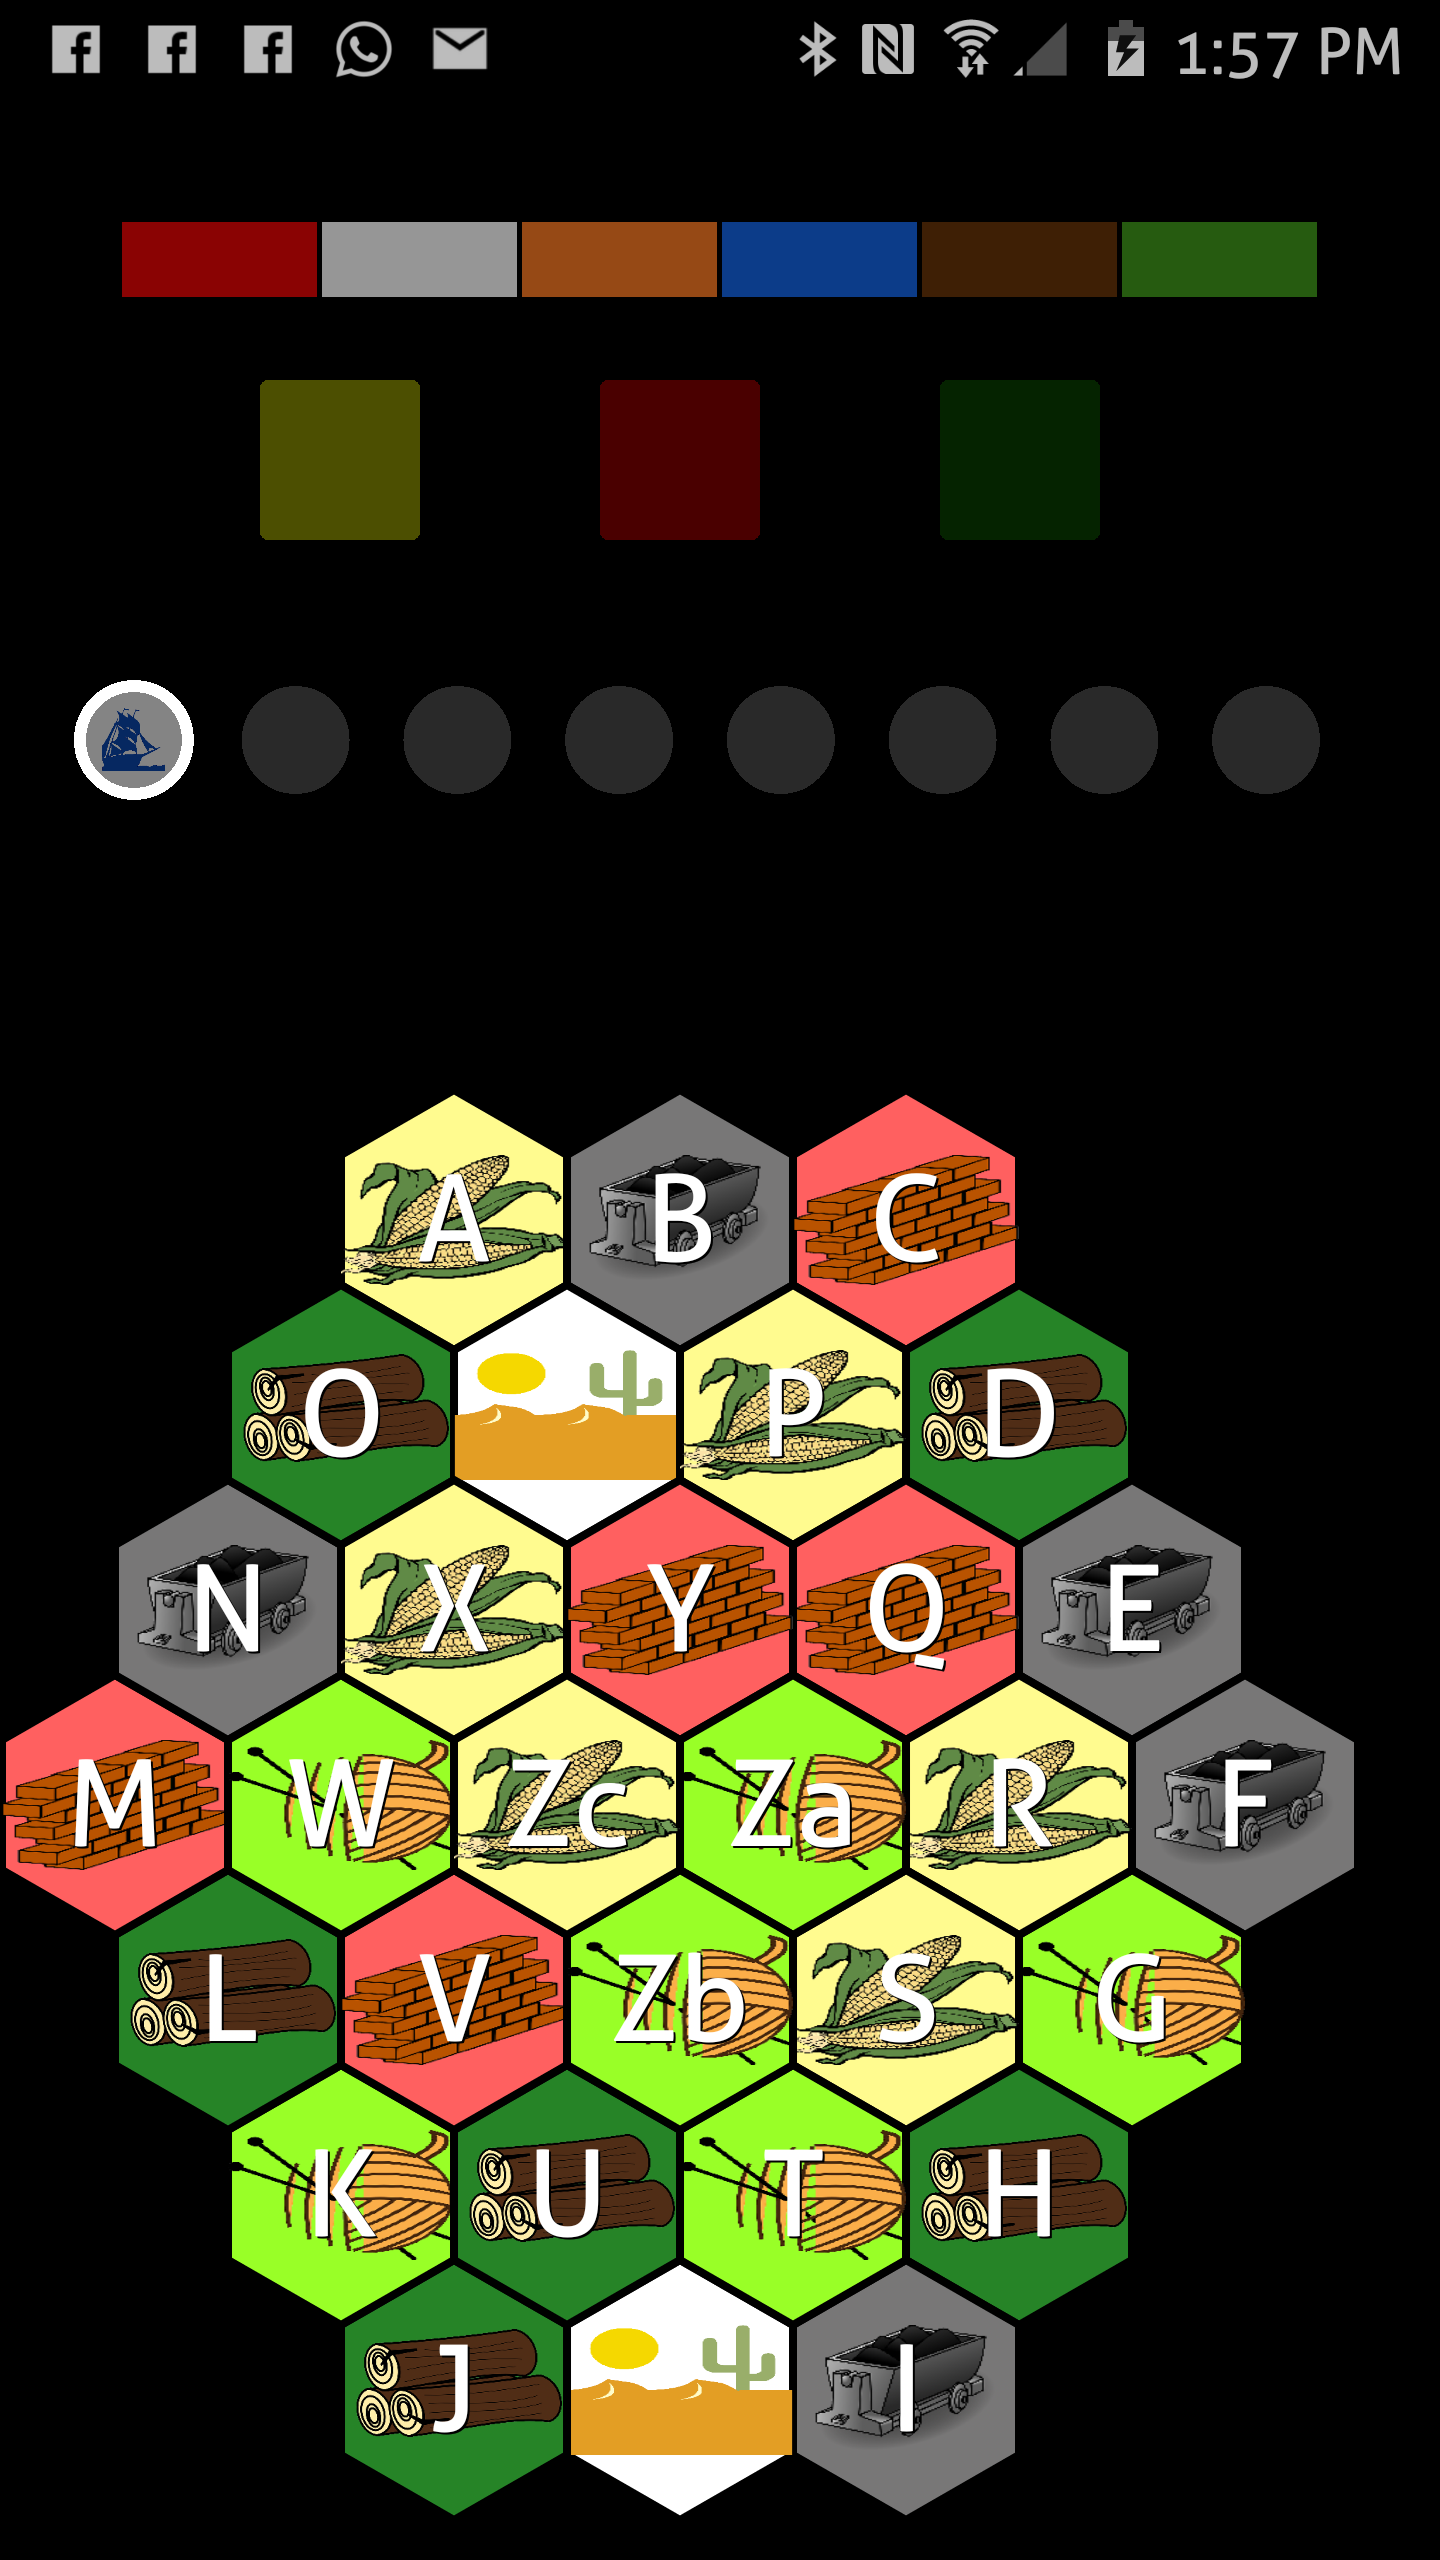 1:57 PM
A B C
O P D
N X Y Q E
M W Zc Za R F
L V Zb S G
K U T H
J I